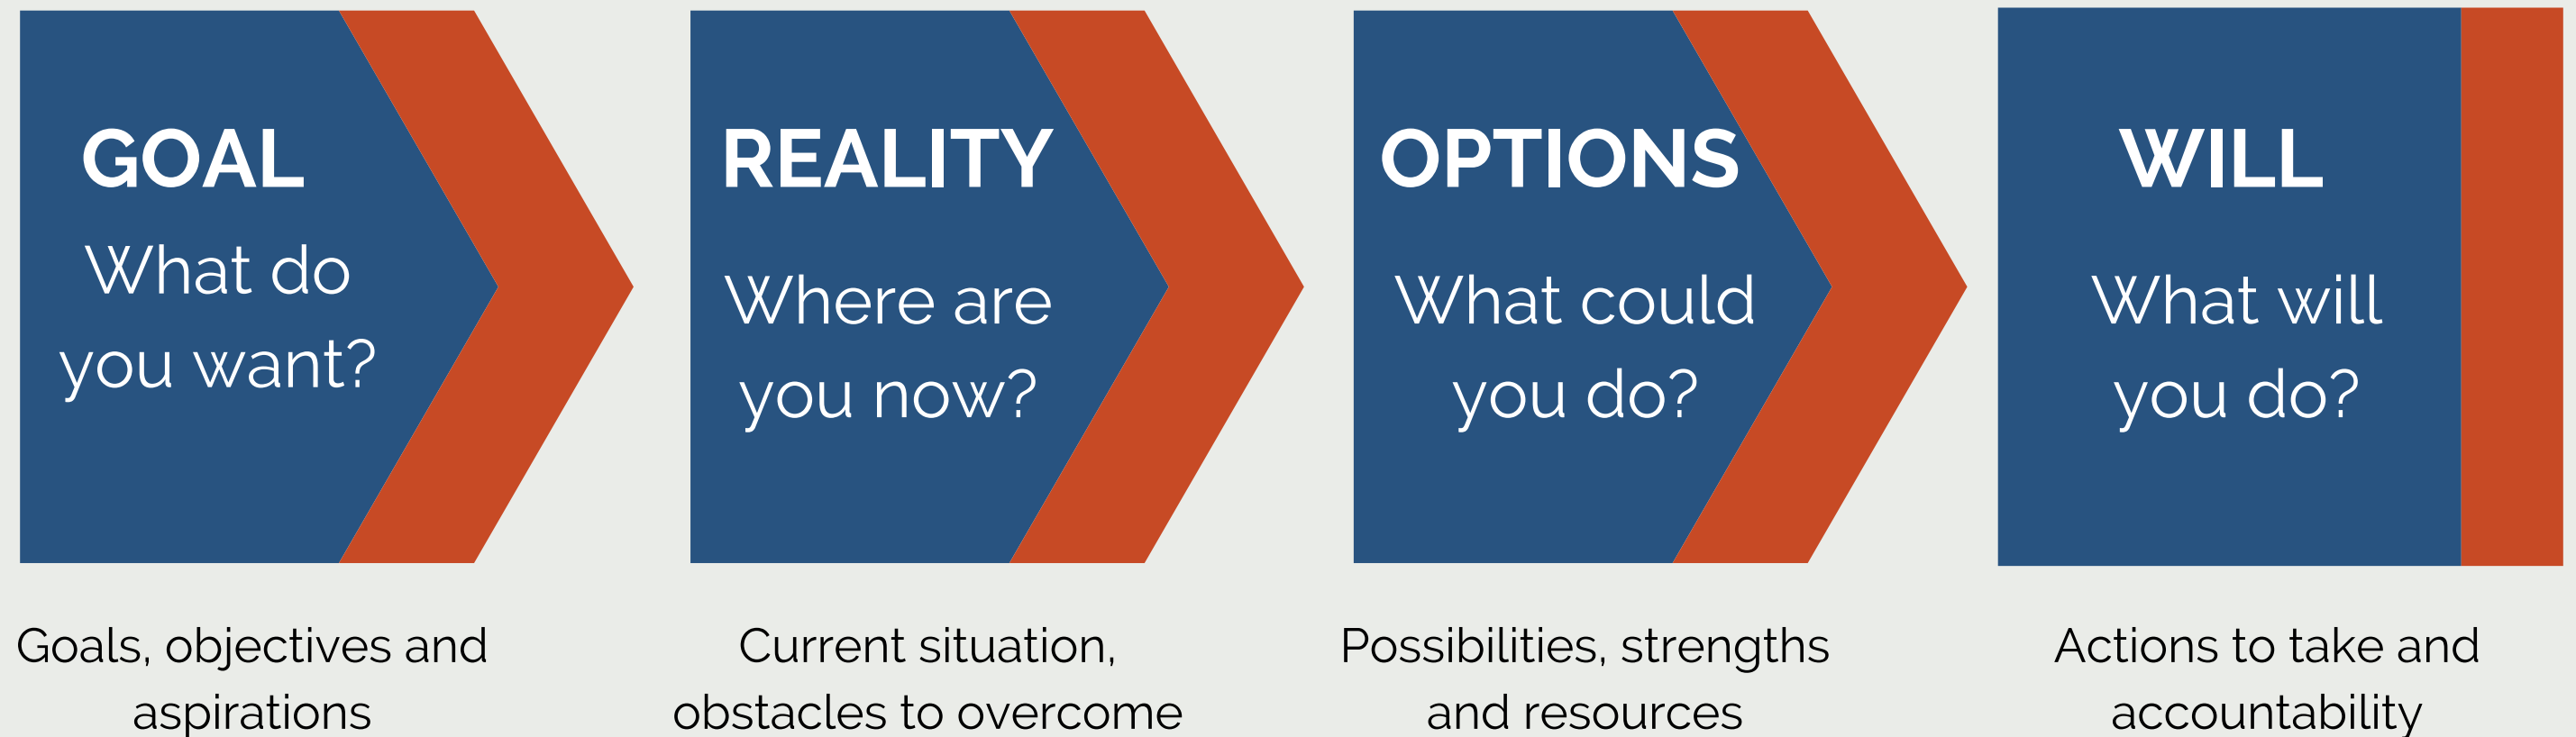 GOAL
What do
you want?
Goals, objectives and
aspirations
REALITY
Where are
you now?
Current situation,
obstacles to overcome
OPTIONS
What could
you do?
Possibilities, strengths
and resources
WILL
What will
you do?
Actions to take and
accountability